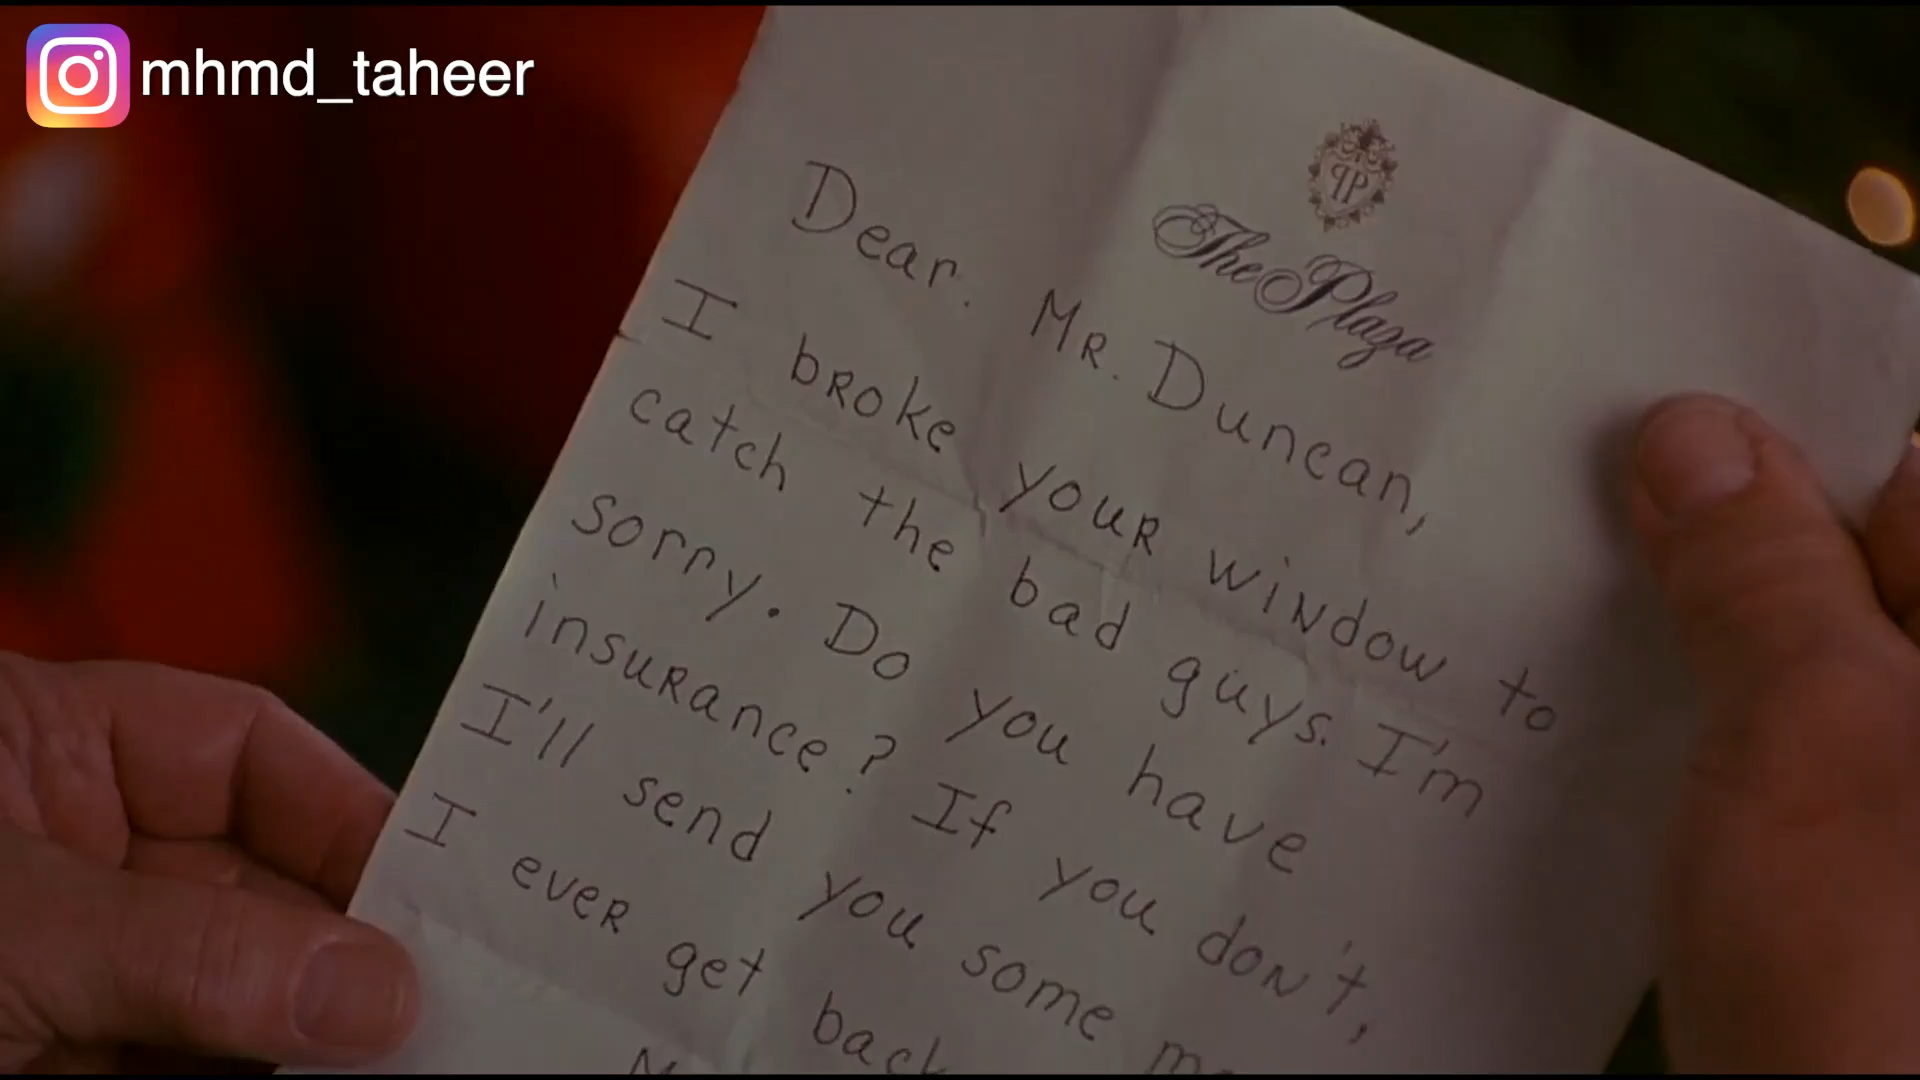 mhmd_taheer
PP
The Plaza
Dear. Mr. Duncan,
I broke your window to
catch the bad guys. I'm
sorry. Do you have
insurance? If you don't,
I'll send you some
I ever get